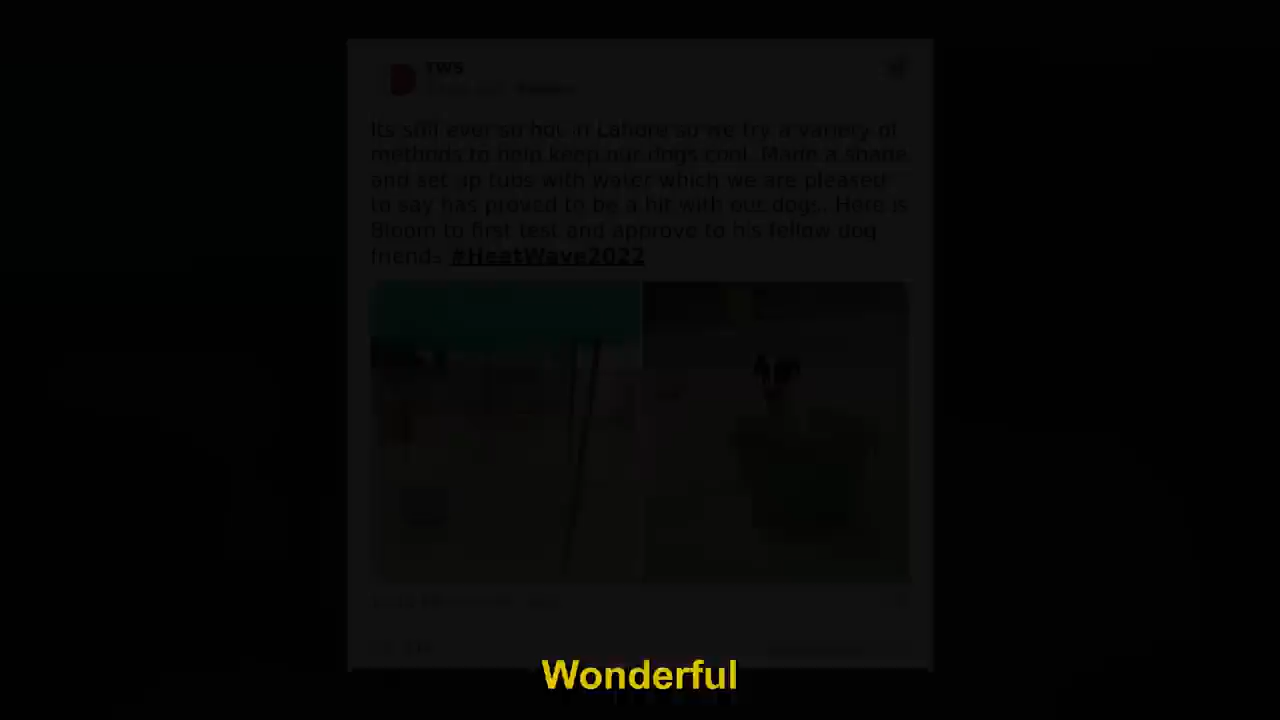 TWS
Its still ever so hot in Lahore so we try a variety of
methods to help keep our dogs cool. Made a shade
and set up tubs with water which we are pleased
to say has proved to be a hit with our dogs. Here is
Bloom to first test and approve to his fellow dog
friends #HeatWave2022
Wonderful